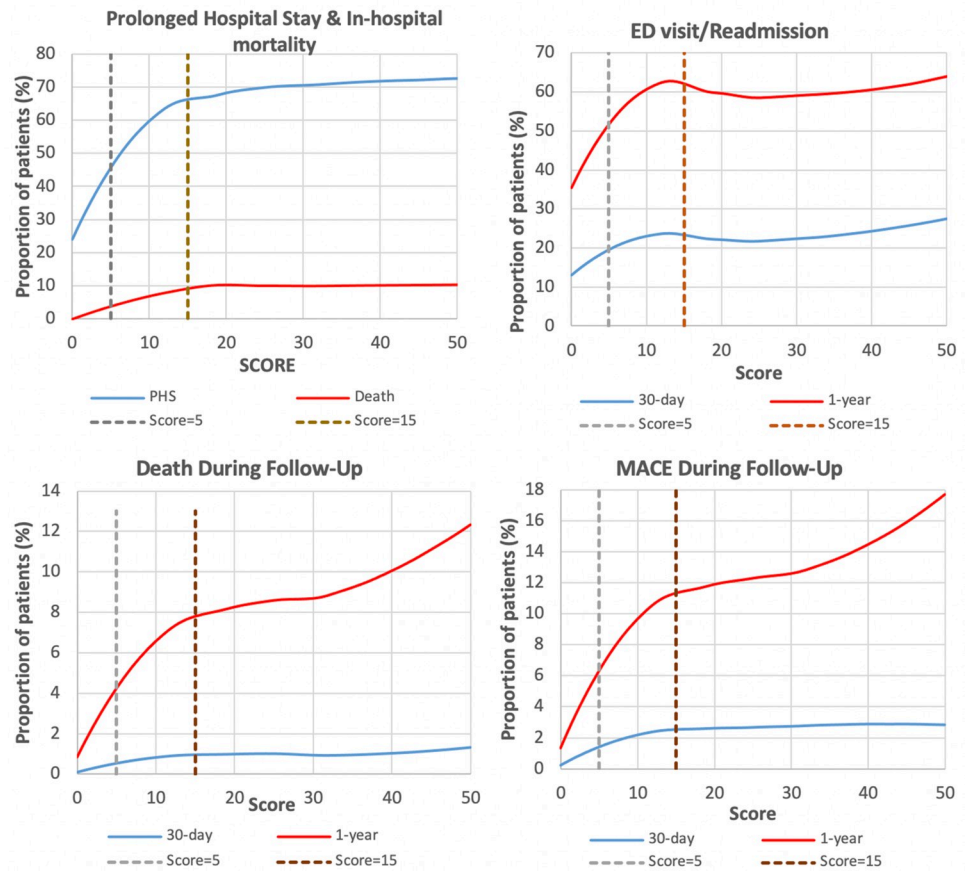 Prolonged Hospital Stay & In-hospital
mortality
Proportion of patients (%)
80
70
60
50
40
30
20
10
0
0 10 20 30 40 50
SCORE
PHS Death
Score=5 Score=15
ED visit/Readmission
Proportion of patients (%)
70
60
50
40
30
20
10
0
0 10 20 30 40 50
Score
30-day 1-year
Score=5 Score=15
Death During Follow-Up
Proportion of patients (%)
14
12
10
8
6
4
2
0
0 10 20 30 40 50
Score
30-day 1-year
Score=5 Score=15
MACE During Follow-Up
Proportion of patients (%)
18
16
14
12
10
8
6
4
2
0
0 10 20 30 40 50
Score
30-day 1-year
Score=5 Score=15